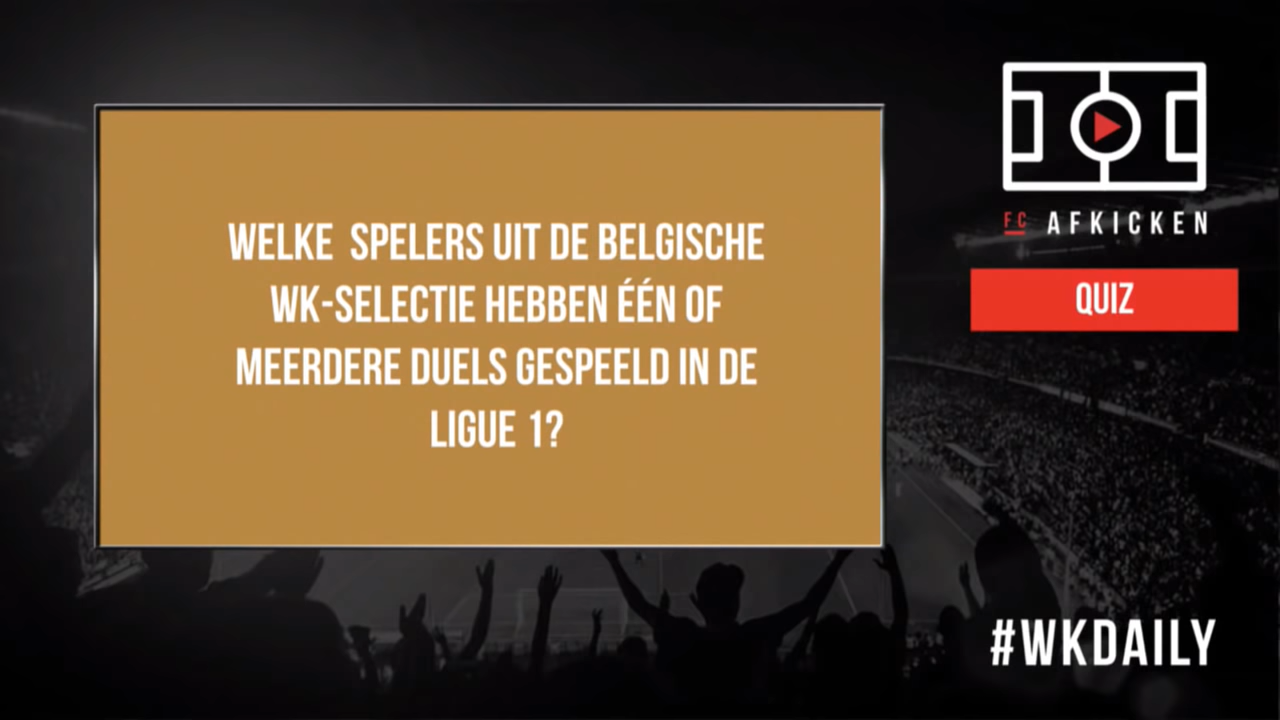 WELKE SPELERS UIT DE BELGISCHE
WK-SELECTIE HEBBEN ÉÉN OF
MEERDERE DUELS GESPEELD IN DE
LIGUE 1?
FC AFKICKEN
QUIZ
#WKDAILY